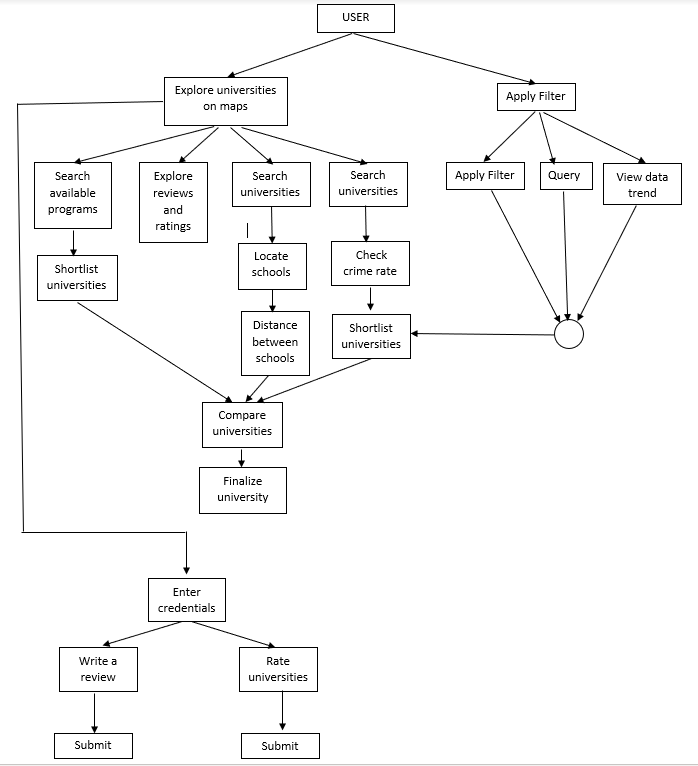 USER
Explore universities
on maps
Apply Filter
Search
available
programs
Explore
reviews
and
ratings
Search
universities
Search
universities
Apply Filter
Query
View data
trend
Shortlist
universities
Locate
schools
Check
crime rate
Distance
between
schools
Shortlist
universities
Compare
universities
Finalize
university
Enter
credentials
Write a
review
Rate
universities
Submit
Submit